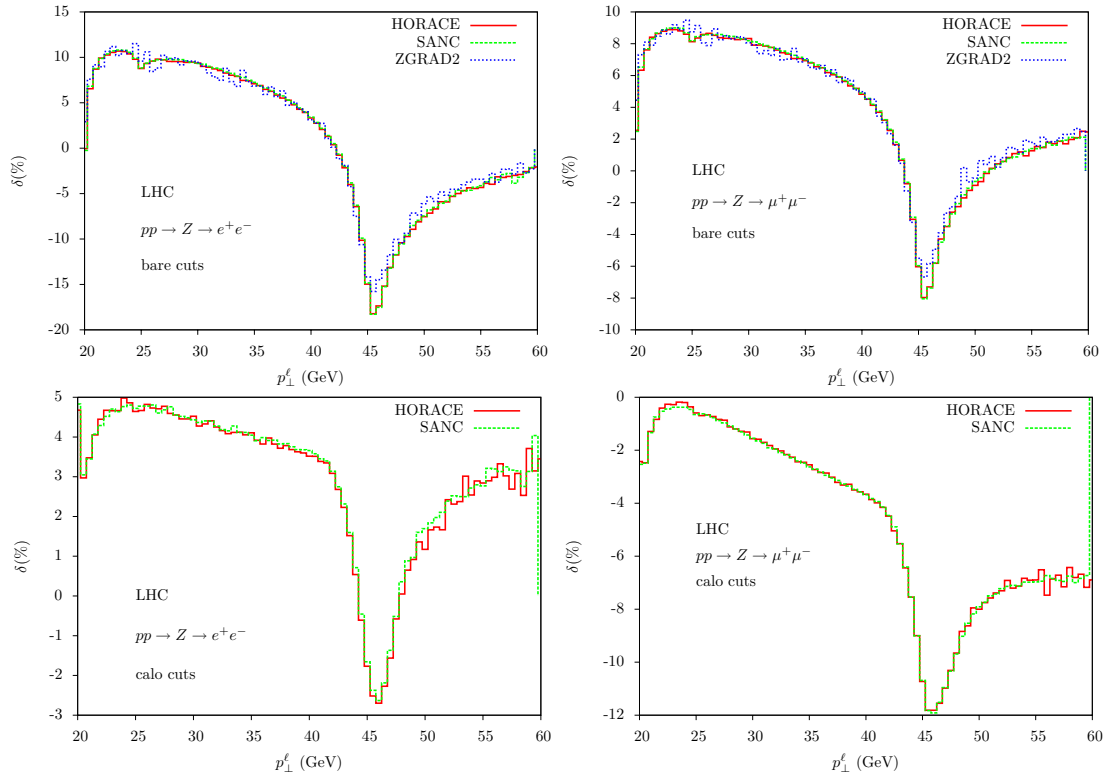 HORACE
SANC
ZGRAD2
15
10
5
0
-5
-10
-15
-20
δ(%)
LHC
pp → Z → e⁺e⁻
bare cuts
20 25 30 35 40 45 50 55 60
p_⊥^ℓ (GeV)
HORACE
SANC
ZGRAD2
10
8
6
4
2
0
-2
-4
-6
-8
-10
δ(%)
LHC
pp → Z → μ⁺μ⁻
bare cuts
20 25 30 35 40 45 50 55 60
p_⊥^ℓ (GeV)
HORACE
SANC
5
4
3
2
1
0
-1
-2
-3
δ(%)
LHC
pp → Z → e⁺e⁻
calo cuts
20 25 30 35 40 45 50 55 60
p_⊥^ℓ (GeV)
HORACE
SANC
0
-2
-4
-6
-8
-10
-12
δ(%)
LHC
pp → Z → μ⁺μ⁻
calo cuts
20 25 30 35 40 45 50 55 60
p_⊥^ℓ (GeV)